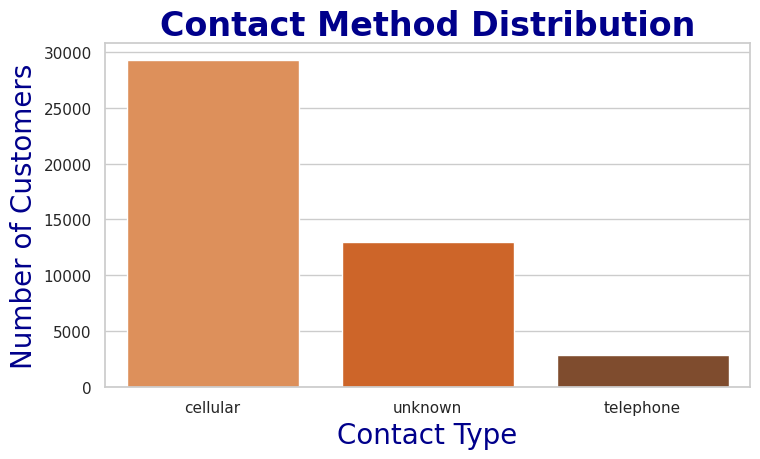 Contact Method Distribution
Number of Customers
30000
25000
20000
15000
10000
5000
0
cellular
unknown
telephone
Contact Type